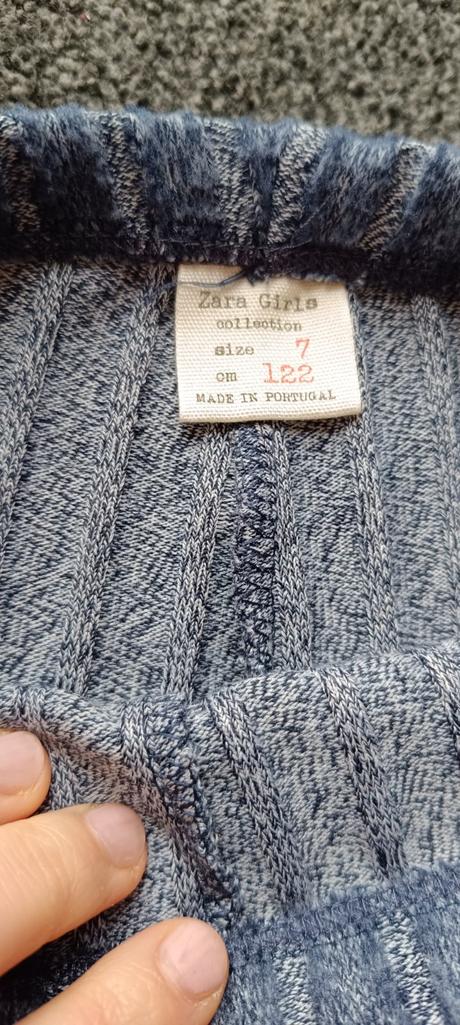 Zara Girls
collection
size 7
cm 122
MADE IN PORTUGAL